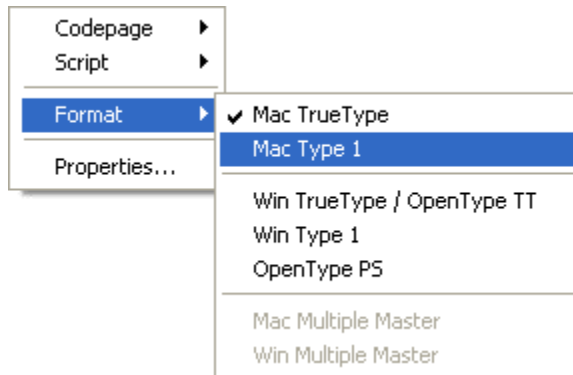 Codepage
Script
Format
Properties...
Mac TrueType
Mac Type 1
Win TrueType / OpenType TT
Win Type 1
OpenType PS
Mac Multiple Master
Win Multiple Master